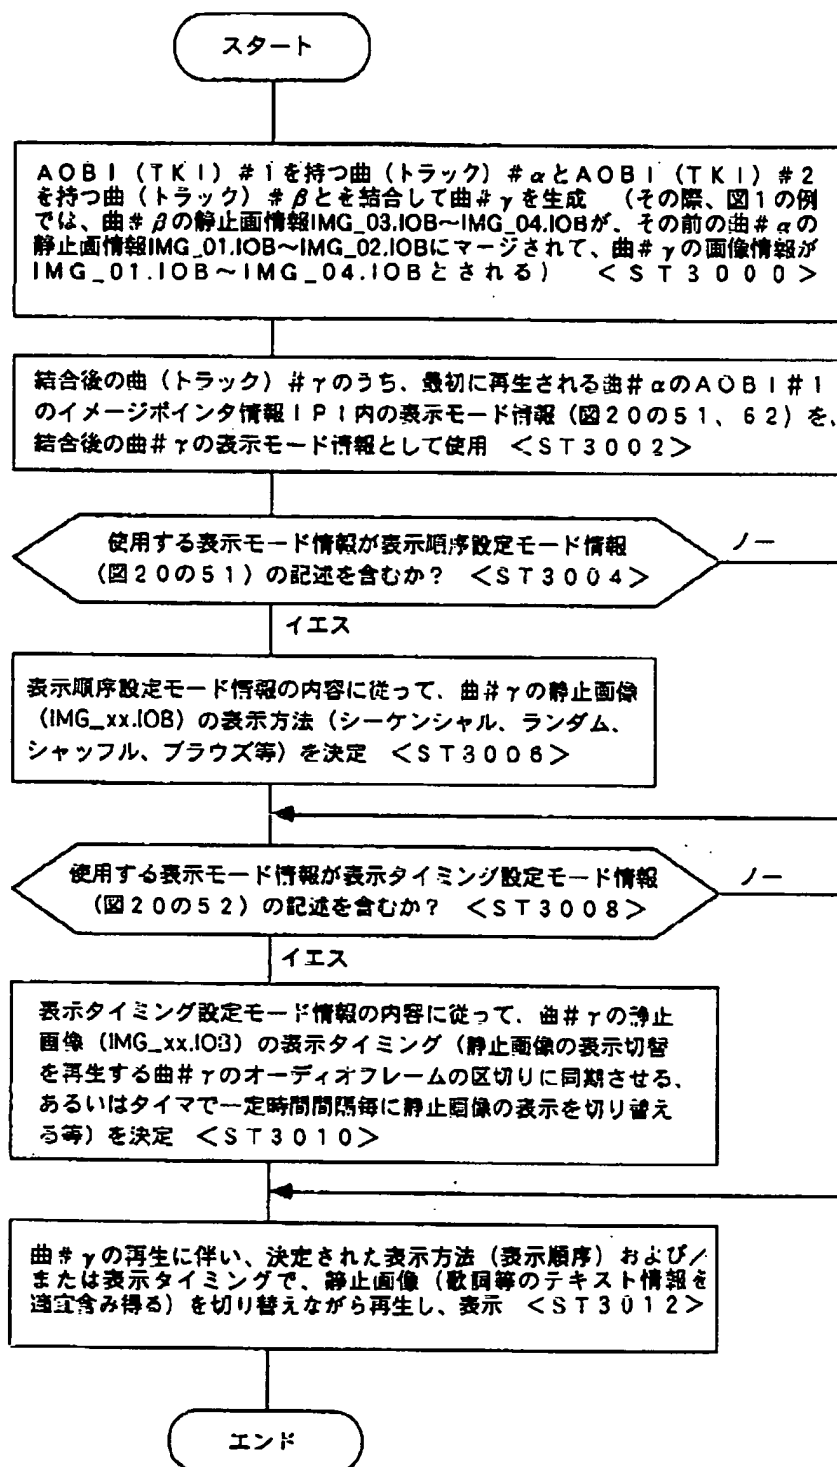 スタート
AOBI(TKI)#1を持つ曲(トラック)#αとAOBI(TKI)#2
を持つ曲(トラック)#βとを結合して曲#γを生成 (その際、図1の例
では、曲#βの静止画情報IMG_03.IOB〜IMG_04.IOBが、その前の曲#αの
静止画情報IMG_01.IOB〜IMG_02.IOBにマージされて、曲#γの画像情報が
IMG_01.IOB〜IMG_04.IOBとされる) <ST3000>
結合後の曲(トラック)#γのうち、最初に再生される曲#αのAOBI#1
のイメージポインタ情報IPI内の表示モード情報(図20の51、62)を、
結合後の曲#γの表示モード情報として使用 <ST3002>
使用する表示モード情報が表示順序設定モード情報
(図20の51)の記述を含むか? <ST3004>
ノー
イエス
表示順序設定モード情報の内容に従って、曲#γの静止画像
(IMG_xx.IOB)の表示方法(シーケンシャル、ランダム、
シャッフル、ブラウズ等)を決定 <ST3006>
使用する表示モード情報が表示タイミング設定モード情報
(図20の52)の記述を含むか? <ST3008>
ノー
イエス
表示タイミング設定モード情報の内容に従って、曲#γの静止
画像(IMG_xx.IOB)の表示タイミング(静止画像の表示切替
を再生する曲#γのオーディオフレームの区切りに同期させる、
あるいはタイマで一定時間間隔毎に静止画像の表示を切り替え
る等)を決定 <ST3010>
曲#γの再生に伴い、決定された表示方法(表示順序)および/
または表示タイミングで、静止画像(歌詞等のテキスト情報を
適宜含み得る)を切り替えながら再生し、表示 <ST3012>
エンド